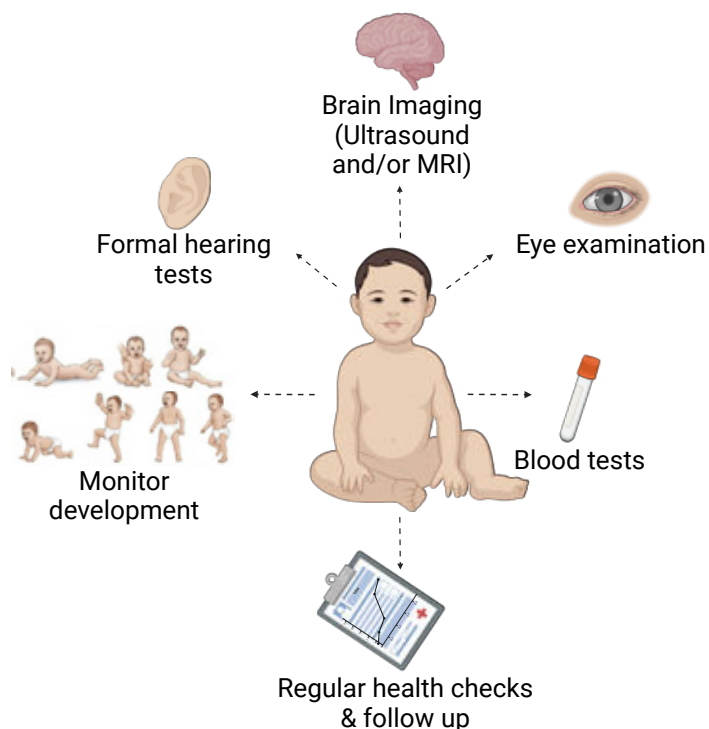 Brain Imaging
(Ultrasound
and/or MRI)
Formal hearing
tests
Eye examination
Monitor
development
Blood tests
Regular health checks
& follow up